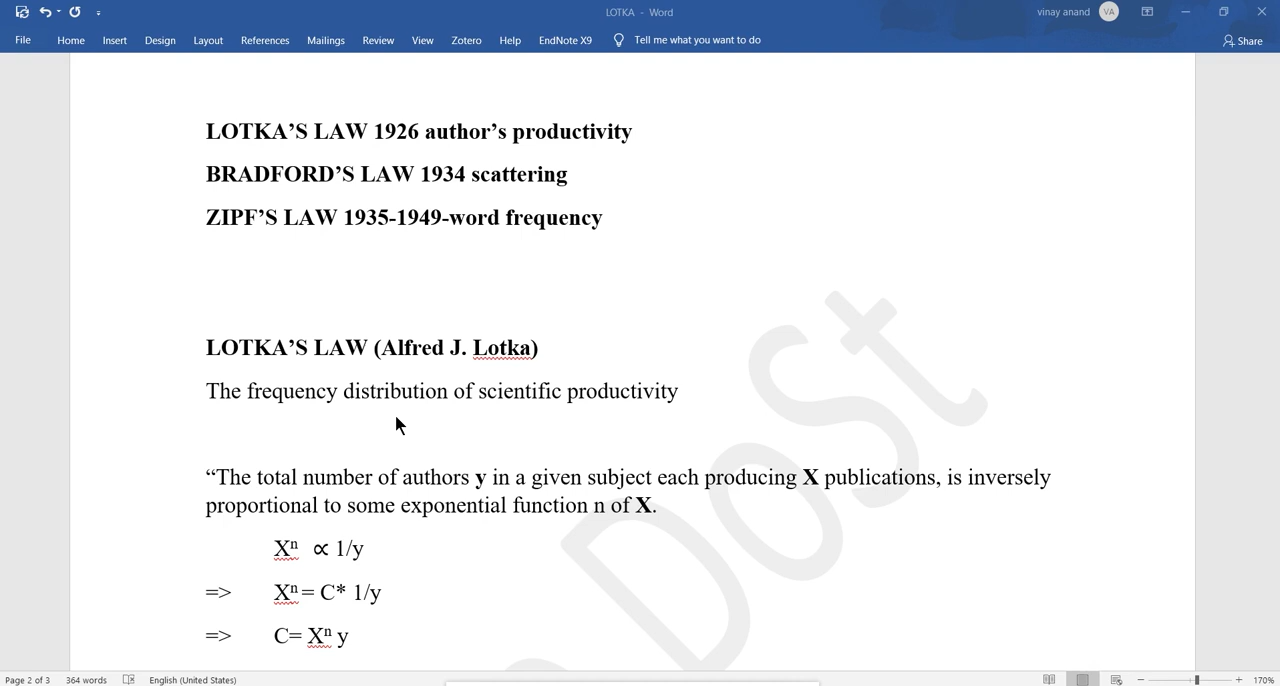 LOTKA - Word
vinay anand VA
File Home Insert Design Layout References Mailings Review View Zotero Help EndNote X9 Tell me what you want to do Share
LOTKA’S LAW 1926 author’s productivity
BRADFORD’S LAW 1934 scattering
ZIPF’S LAW 1935-1949-word frequency
LOTKA’S LAW (Alfred J. Lotka)
The frequency distribution of scientific productivity
“The total number of authors y in a given subject each producing X publications, is inversely
proportional to some exponential function n of X.
Xⁿ ∝ 1/y
=> Xⁿ = C* 1/y
=> C= Xⁿ y
DoSt
Page 2 of 3 364 words English (United States) 170%